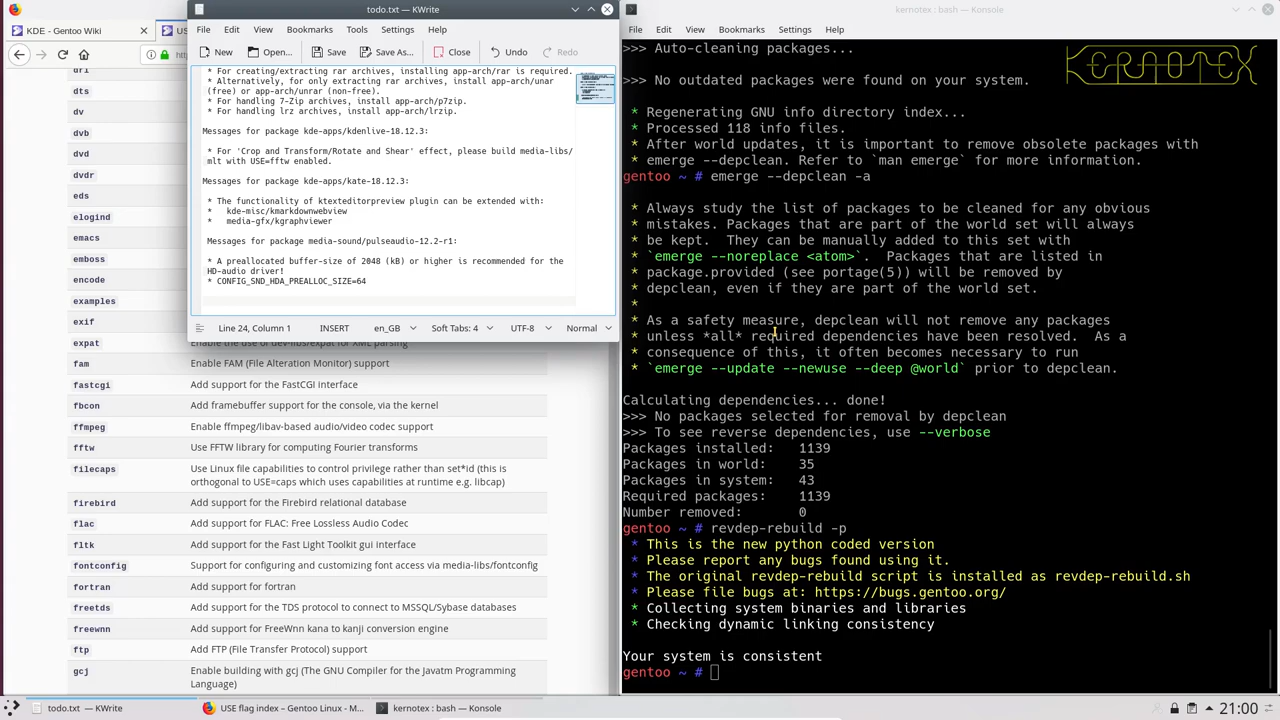 todo.txt — KWrite
File Edit View Bookmarks Tools Settings Help
New Open... Save Save As... Close Undo Redo
* For creating/extracting rar archives, installing app-arch/rar is required.
* Alternatively, for only extracting rar archives, install app-arch/unar
(free) or app-arch/unrar (non-free).
* For handling 7-Zip archives, install app-arch/p7zip.
* For handling lrz archives, install app-arch/lrzip.
Messages for package kde-apps/kdenlive-18.12.3:
* For 'Crop and Transform/Rotate and Shear' effect, please build media-libs/
mlt with USE=fftw enabled.
Messages for package kde-apps/kate-18.12.3:
* The functionality of ktexteditorpreview plugin can be extended with:
* kde-misc/kmarkdownwebview
* media-gfx/kgraphviewer
Messages for package media-sound/pulseaudio-12.2-r1:
* A preallocated buffer-size of 2048 (kB) or higher is recommended for the
HD-audio driver!
* CONFIG_SND_HDA_PREALLOC_SIZE=64
Line 24, Column 1 INSERT en_GB Soft Tabs: 4 UTF-8 Normal
KDE - Gentoo Wiki
dts
dv
dvb
dvd
dvdr
eds
elogind
emacs
emboss
encode
examples
exif
expat Enable the use of dev-libs/expat for XML parsing
fam Add FAM (File Alteration Monitor) support
fastcgi Add support for the FastCGI interface
fbcon Add framebuffer support for the console, via the kernel
ffmpeg Enable ffmpeg/libav-based audio/video codec support
fftw Use FFTW library for computing Fourier transforms
filecaps Use Linux file capabilities to control privilege rather than set*id (this is
orthogonal to USE=caps which uses capabilities at runtime e.g. libcap)
firebird Add support for the Firebird relational database
flac Add support for FLAC: Free Lossless Audio Codec
fltk Add support for the Fast Light Toolkit gui interface
fontconfig Support for configuring and customizing font access via media-libs/fontconfig
fortran Add support for fortran
freetds Add support for the TDS protocol to connect to MSSQL/Sybase databases
freewnn Add support for FreeWnn kana to kanji conversion engine
ftp Add FTP (File Transfer Protocol) support
gcj Enable building with gcj (The GNU Compiler for the Javatm Programming
Language)
kernotex : bash — Konsole
File Edit View Bookmarks Settings Help
KERNOTEX
>>> Auto-cleaning packages...
>>> No outdated packages were found on your system.
* Regenerating GNU info directory index...
* Processed 118 info files.
* After world updates, it is important to remove obsolete packages with
* emerge --depclean. Refer to `man emerge` for more information.
gentoo ~ # emerge --depclean -a
* Always study the list of packages to be cleaned for any obvious
* mistakes. Packages that are part of the world set will always
* be kept. They can be manually added to this set with
* `emerge --noreplace <atom>`. Packages that are listed in
* package.provided (see portage(5)) will be removed by
* depclean, even if they are part of the world set.
*
* As a safety measure, depclean will not remove any packages
* unless *all* required dependencies have been resolved. As a
* consequence of this, it often becomes necessary to run
* `emerge --update --newuse --deep @world` prior to depclean.
Calculating dependencies... done!
>>> No packages selected for removal by depclean
>>> To see reverse dependencies, use --verbose
Packages installed: 1139
Packages in world: 35
Packages in system: 43
Required packages: 1139
Number removed: 0
gentoo ~ # revdep-rebuild -p
* This is the new python coded version
* Please report any bugs found using it.
* The original revdep-rebuild script is installed as revdep-rebuild.sh
* Please file bugs at: https://bugs.gentoo.org/
* Collecting system binaries and libraries
* Checking dynamic linking consistency
Your system is consistent
gentoo ~ #
todo.txt — KWrite USE flag index – Gentoo Linux - M... kernotex : bash — Konsole 21:00